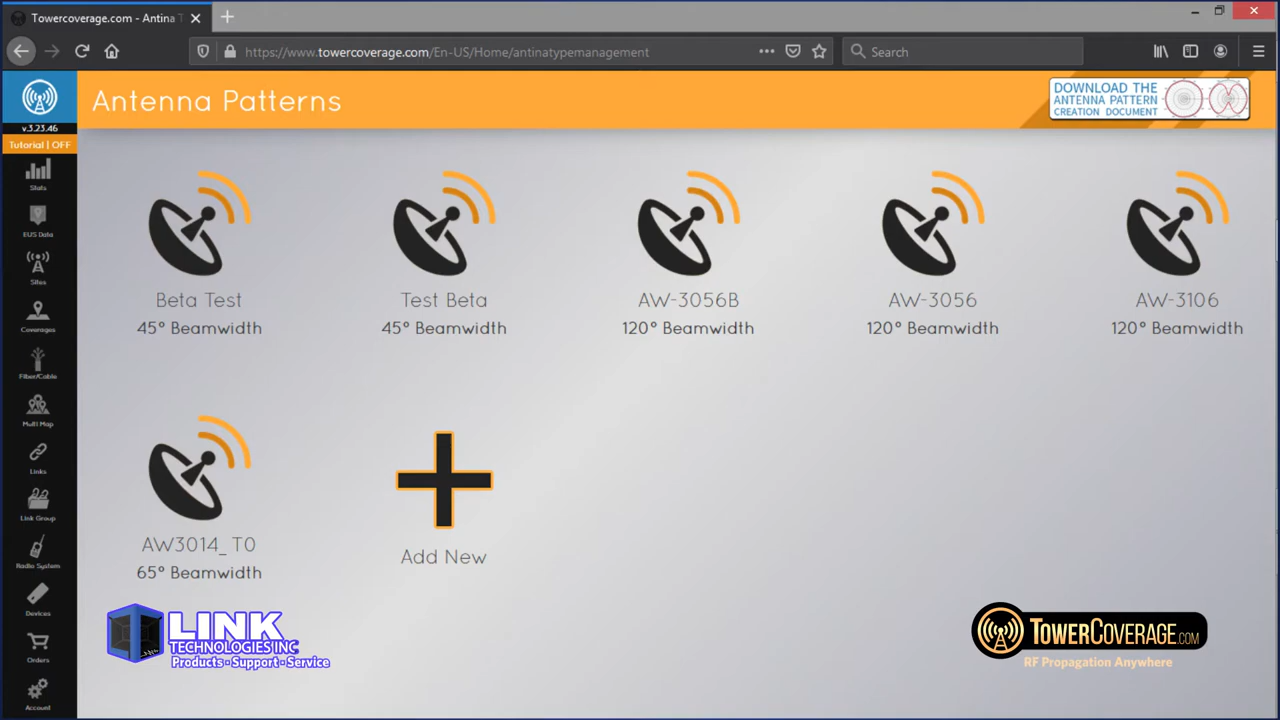 Towercoverage.com - Antina T
https://www.towercoverage.com/En-US/Home/antinatypemanagement
Search
v.3.23.46
Tutorial | OFF
Stats
EUS Data
Sites
Coverages
Fiber/Cable
Multi Map
Links
Link Group
Radio System
Devices
Orders
Account
Antenna Patterns
DOWNLOAD THE
ANTENNA PATTERN
CREATION DOCUMENT
Beta Test
45° Beamwidth
Test Beta
45° Beamwidth
AW-3056B
120° Beamwidth
AW-3056
120° Beamwidth
AW-3106
120° Beamwidth
AW3014_T0
65° Beamwidth
Add New
LINK
TECHNOLOGIES INC
Products·Support·Service
TOWERCOVERAGE.COM
RF Propagation Anywhere